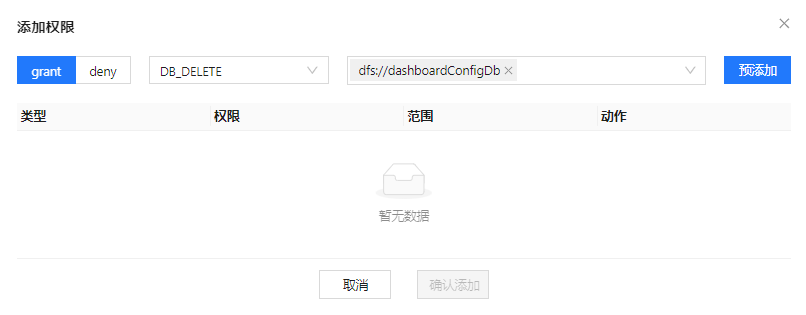 添加权限
grant deny DB_DELETE dfs://dashboardConfigDb 预添加
类型 权限 范围 动作
暂无数据
取消 确认添加